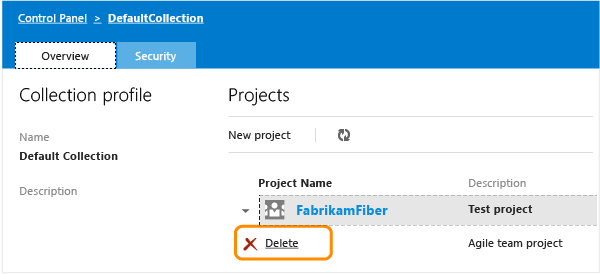 Control Panel > DefaultCollection
Overview Security
Collection profile
Projects
Name
Default Collection
Description
New project
Project Name Description
FabrikamFiber Test project
Delete Agile team project